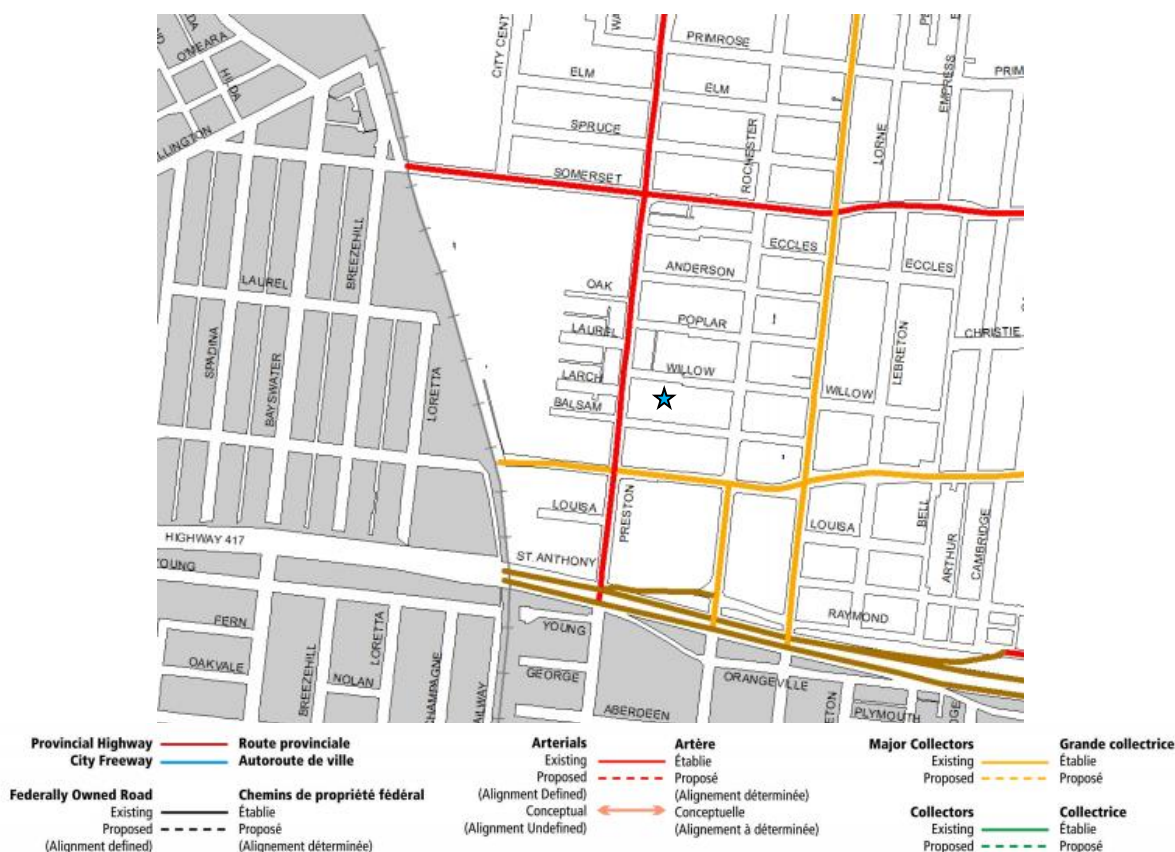 O'MEARA
HILDA
CITY CENT
WA
PRIMROSE
ELM
ELM
PRIM
EMPRESS
SPRUCE
ROCHESTER
LORNE
SOMERSET
ECCLES
ECCLES
ANDERSON
LAUREL
BREEZEHILL
OAK
POPLAR
LAUREL
CHRISTIE
SPADINA
BAYSWATER
LORETTA
LARCH
WILLOW
WILLOW
LEBRETON
BALSAM
LOUISA
PRESTON
LOUISA
BELL
ARTHUR
CAMBRIDGE
HIGHWAY 417
ST ANTHONY
YOUNG
RAYMOND
FERN
YOUNG
OAKVALE
BREEZEHILL
LORETTA
NOLAN
CHAMPAGNE
AILWAY
GEORGE
ORANGEVILLE
ABERDEEN
ETON
PLYMOUTH
Provincial Highway Route provinciale
City Freeway Autoroute de ville
Federally Owned Road Chemins de propriété fédéral
Existing Établie
Proposed Proposé
(Alignment defined) (Alignement déterminée)
Arterials Artère
Existing Établie
Proposed Proposé
(Alignment Defined) (Alignement déterminée)
Conceptual Conceptuelle
(Alignment Undefined) (Alignement à déterminée)
Major Collectors Grande collectrice
Existing Établie
Proposed Proposé
Collectors Collectrice
Existing Établie
Proposed Proposé